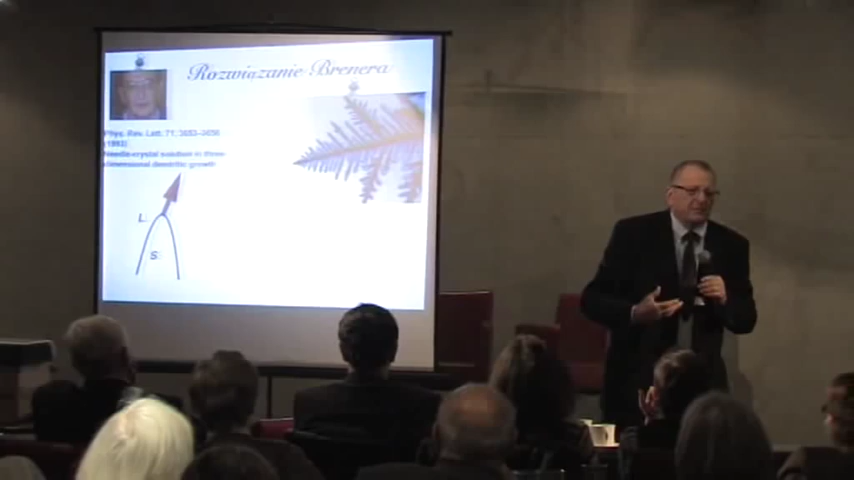 Rozwiązanie Brenera
Phys. Rev. Lett. 71, 3653–3656
(1993)
Needle-crystal solution in three-
dimensional dendritic growth
L
S